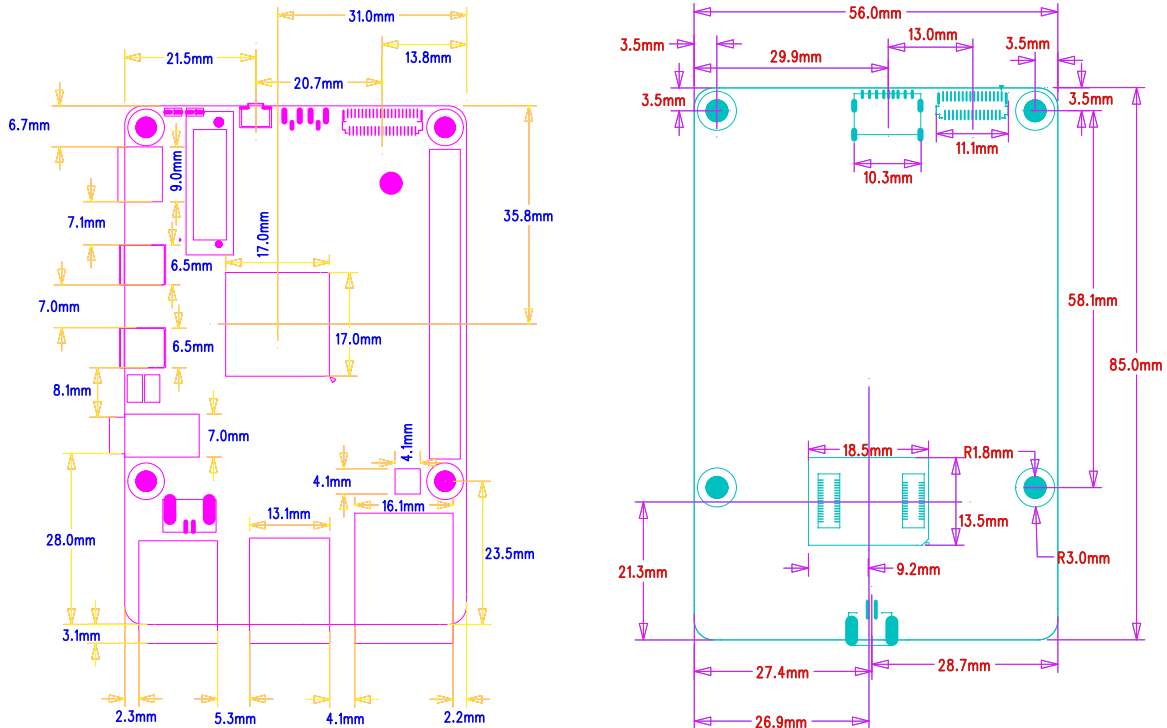 31.0mm
56.0mm
13.0mm
3.5mm
3.5mm
21.5mm
13.8mm
29.9mm
20.7mm
3.5mm
3.5mm
6.7mm
11.1mm
9.0mm
10.3mm
7.1mm
35.8mm
17.0mm
6.5mm
7.0mm
58.1mm
17.0mm
6.5mm
85.0mm
8.1mm
7.0mm
4.1mm
18.5mm
R1.8mm
4.1mm
16.1mm
13.1mm
13.5mm
28.0mm
23.5mm
R3.0mm
21.3mm
9.2mm
3.1mm
27.4mm
28.7mm
2.3mm
5.3mm
4.1mm
2.2mm
26.9mm